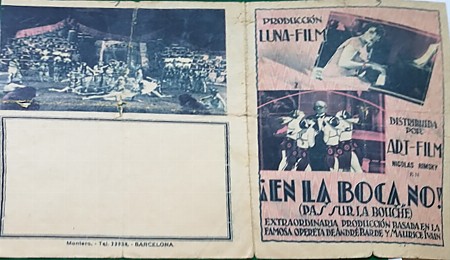 PRODUCCIÓN
LUNA-FILM
DISTRIBUIDA
POR
ART-FILM
NICOLAS RIMSKY
EN
¡EN LA BOCA, NO!
(PAS SUR LA BOUCHE)
EXTRAORDINARIA PRODUCCIÓN BASADA EN LA
FAMOSA OPERETA DE ANDRÉ BARDE Y MAURICE YVAIN
Montero. - Tel. - BARCELONA